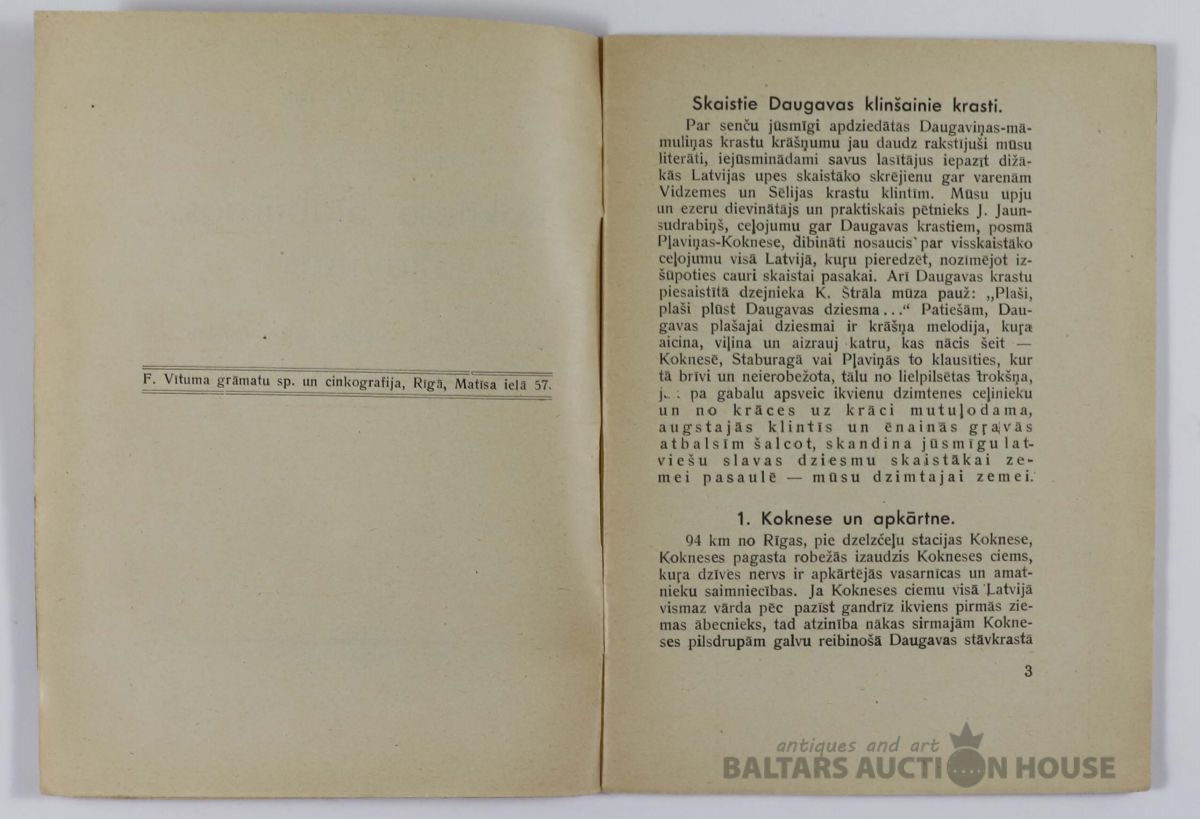 F. Vītuma grāmatu sp. un cinkografija, Rīgā, Matīsa ielā 57.
Skaistie Daugavas klinšainie krasti.
Par senču jūsmīgi apdziedātās Daugaviņas-mā-
muliņas krastu krāšņumu jau daudz rakstījuši mūsu
literāti, iejūsminādami savus lasītājus iepazīt dižā-
kās Latvijas upes skaistāko skrējienu gar varenām
Vidzemes un Sēlijas krastu klintīm. Mūsu upju
un ezeru dievinātājs un praktiskais pētnieks J. Jaun-
sudrabiņš, ceļojumu gar Daugavas krastiem, posmā
Pļaviņas-Koknese, dibināti nosaucis par visskaistāko
ceļojumu visā Latvijā, kuŗu pieredzēt, nozīmējot iz-
šūpoties cauri skaistai pasakai. Arī Daugavas krastu
piesaistītā dzejnieka K. Strāla mūza pauž: „Plaši,
plaši plūst Daugavas dziesma...“ Patiešām, Dau-
gavas plašajai dziesmai ir krāšņa melodija, kuŗa
aicina, viļina un aizrauj katru, kas nācis šeit —
Koknesē, Staburagā vai Pļaviņās to klausīties, kur
tā brīvi un neierobežota, tālu no lielpilsētas trokšņa,
pa gabalu apsveic ikvienu dzimtenes ceļinieku
un no krāces uz krāci mutuļodama,
augstajās klintīs un ēnainās gŗavās
atbalsīm šalcot, skandina jūsmīgu lat-
viešu slavas dziesmu skaistākai ze-
mei pasaulē — mūsu dzimtajai zemei.
1. Koknese un apkārtne.
94 km no Rīgas, pie dzelzceļu stacijas Koknese,
Kokneses pagasta robežās izaudzis Kokneses ciems,
kuŗa dzīves nervs ir apkārtējās vasarnīcas un amat-
nieku saimniecības. Ja Kokneses ciemu visā Latvijā
vismaz vārda pēc pazīst gandrīz ikviens pirmās zie-
mas ābecnieks, tad atzinība nākas sirmajām Kokne-
ses pilsdrupām galvu reibinošā Daugavas stāvkrastā
3
antiques and art
BALTARS AUCTION HOUSE